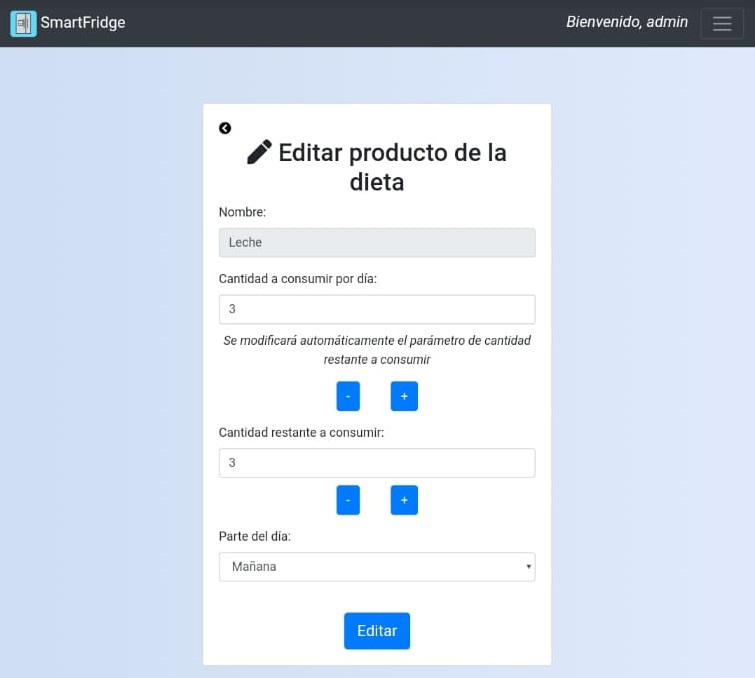 SmartFridge
Bienvenido, admin
Editar producto de la
dieta
Nombre:
Leche
Cantidad a consumir por día:
3
Se modificará automáticamente el parámetro de cantidad
restante a consumir
- +
Cantidad restante a consumir:
3
- +
Parte del día:
Mañana
Editar